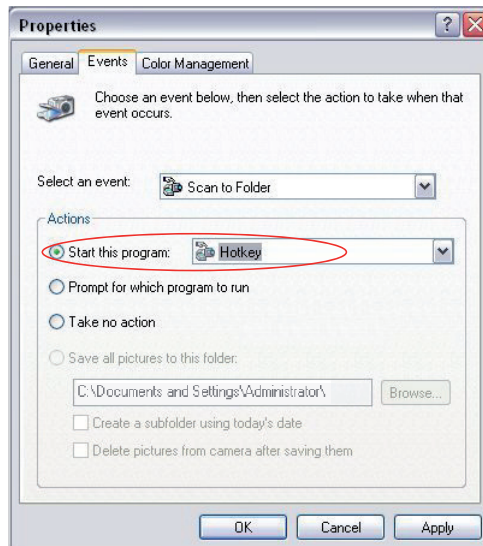 Properties
General Events Color Management
Choose an event below, then select the action to take when that
event occurs.
Select an event: Scan to Folder
Actions
Start this program: Hotkey
Prompt for which program to run
Take no action
Save all pictures to this folder:
C:\Documents and Settings\Administrator\ Browse...
Create a subfolder using today's date
Delete pictures from camera after saving them
OK Cancel Apply